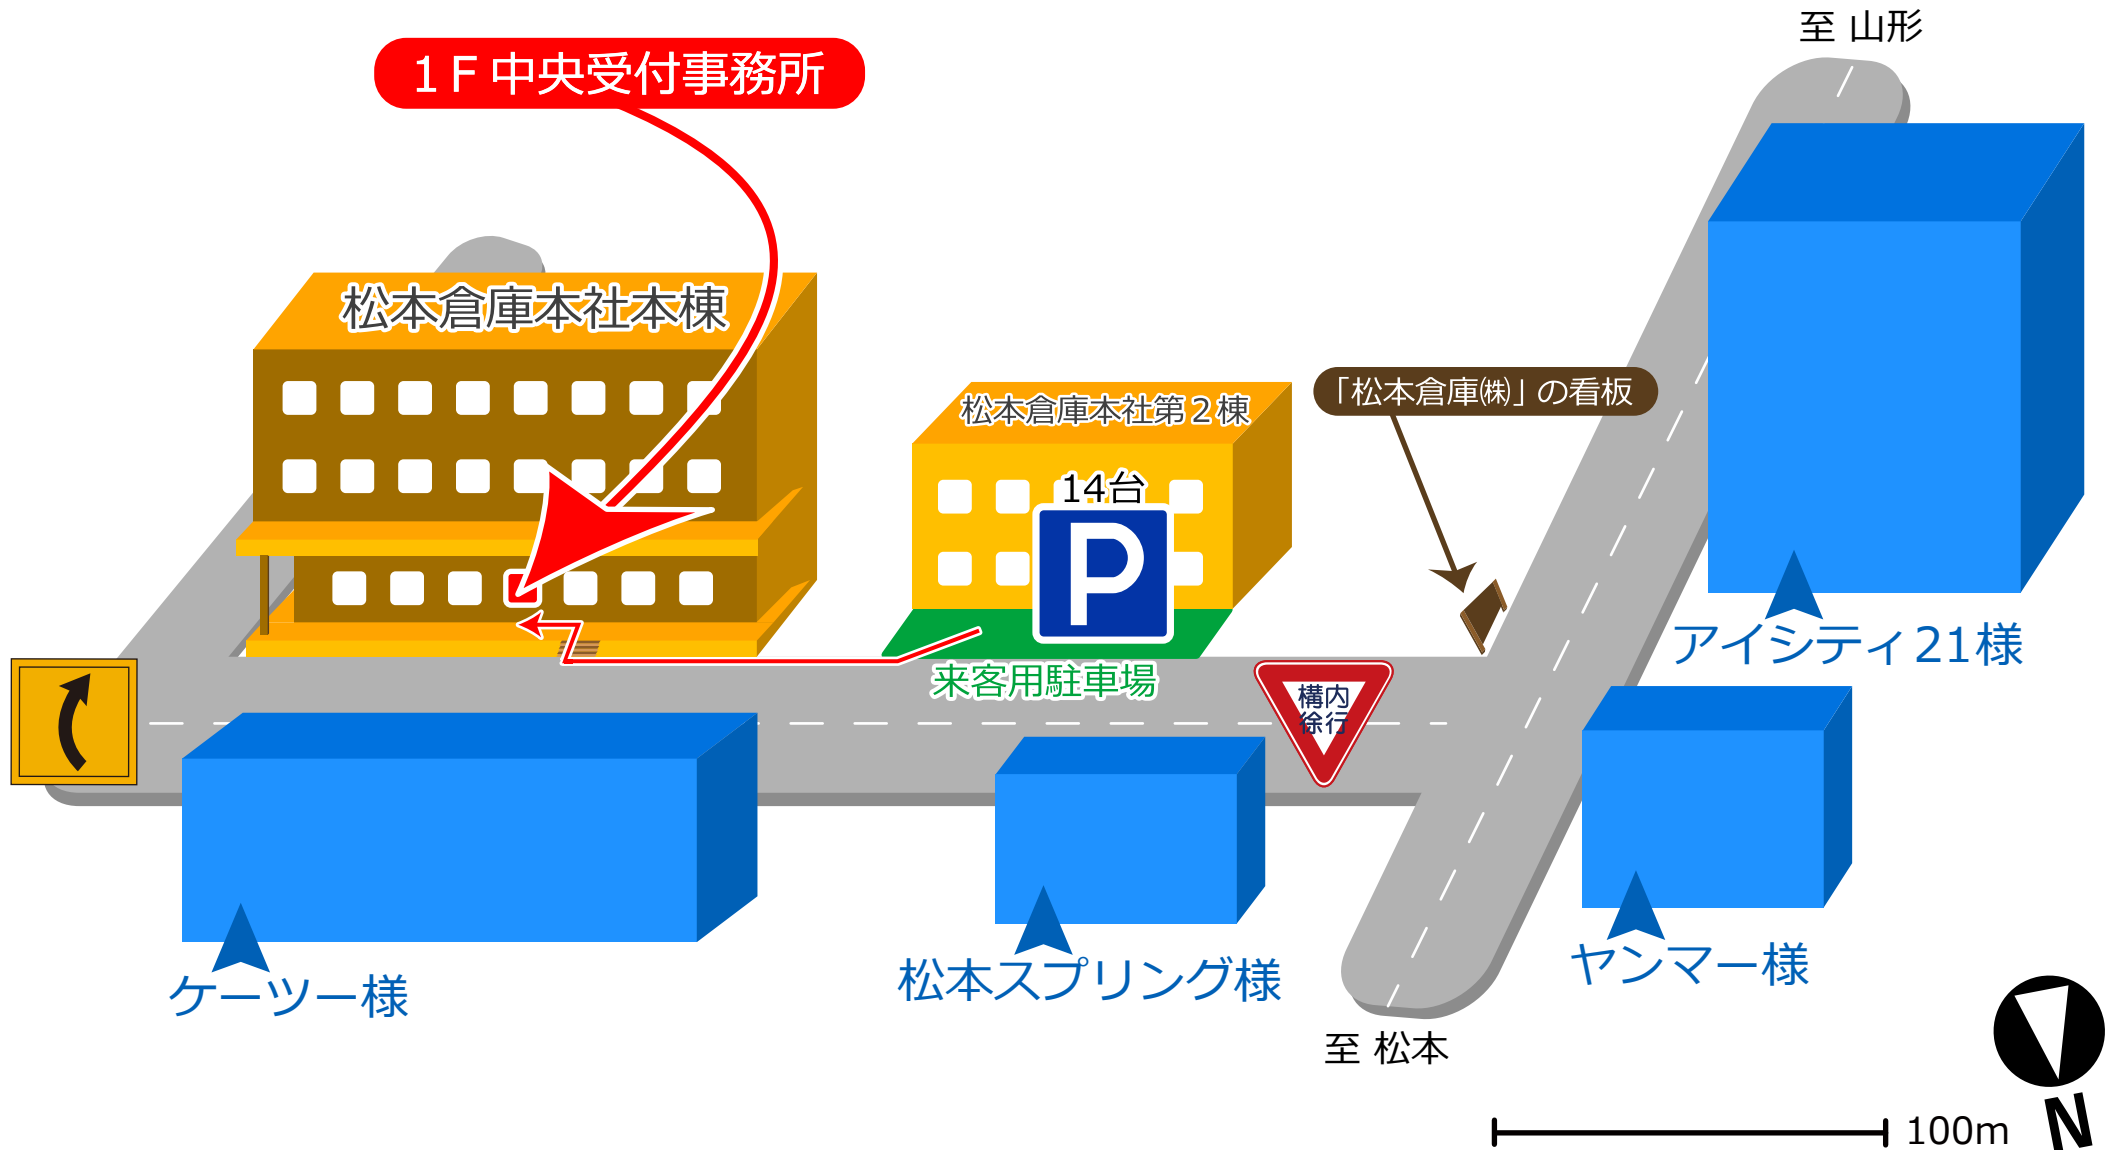 至 山形
１Ｆ中央受付事務所
松本倉庫本社本棟
「松本倉庫㈱」の看板
松本倉庫本社第２棟
14台
P
アイシティ21様
来客用駐車場
構内
徐行
ケーツー様
松本スプリング様
ヤンマー様
至 松本
100m
N